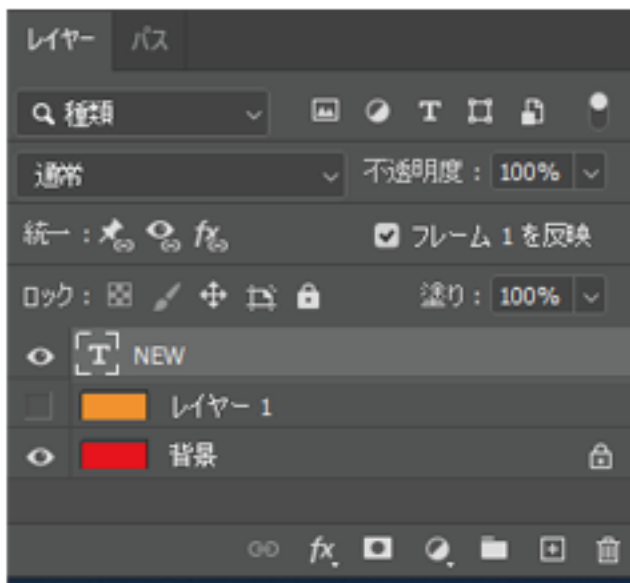 レイヤー パス
種類
通常 不透明度 : 100%
統一 : フレーム 1 を反映
ロック : 塗り : 100%
NEW
レイヤー 1
背景